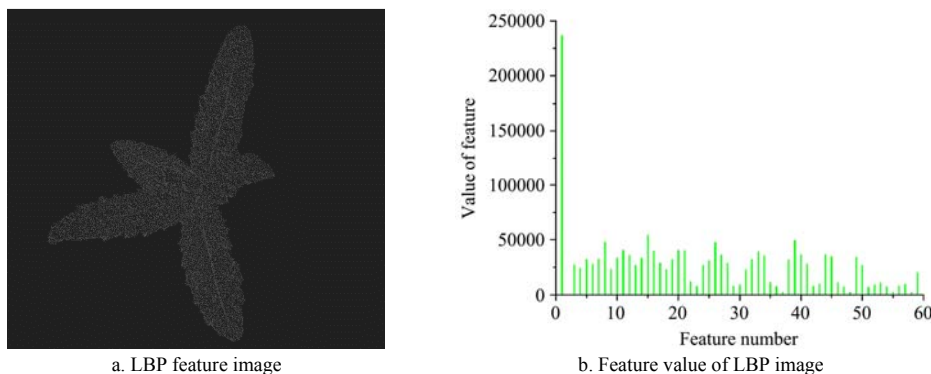 250000
200000
150000
100000
50000
0
Value of feature
0 10 20 30 40 50 60
Feature number
a. LBP feature image
b. Feature value of LBP image